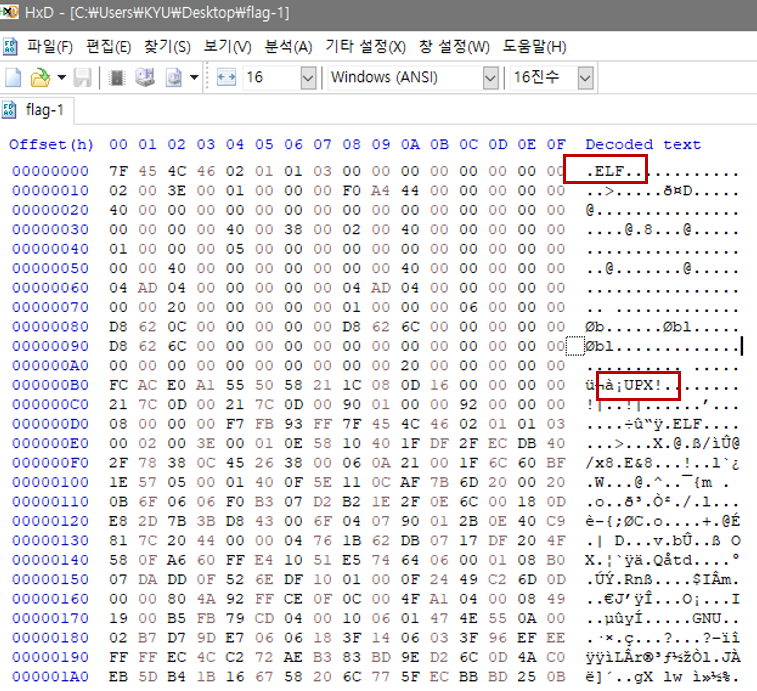 HxD - [C:₩Users₩KYU₩Desktop₩flag-1]
파일(F) 편집(E) 찾기(S) 보기(V) 분석(A) 기타 설정(X) 창 설정(W) 도움말(H)
16 Windows (ANSI) 16진수
flag-1
Offset(h) 00 01 02 03 04 05 06 07 08 09 0A 0B 0C 0D 0E 0F Decoded text
00000000 7F 45 4C 46 02 01 01 03 00 00 00 00 00 00 00 00 .ELF............
00000010 02 00 3E 00 01 00 00 00 F0 A4 44 00 00 00 00 00 ..>.....ð¤D.....
00000020 40 00 00 00 00 00 00 00 00 00 00 00 00 00 00 00 @...............
00000030 00 00 00 00 40 00 38 00 02 00 40 00 00 00 00 00 ....@.8...@.....
00000040 01 00 00 00 05 00 00 00 00 00 00 00 00 00 00 00 ................
00000050 00 00 40 00 00 00 00 00 00 00 40 00 00 00 00 00 ..@.......@.....
00000060 04 AD 04 00 00 00 00 00 04 AD 04 00 00 00 00 00 ................
00000070 00 00 20 00 00 00 00 00 01 00 00 00 06 00 00 00 .. .............
00000080 D8 62 0C 00 00 00 00 00 D8 62 6C 00 00 00 00 00 Øb......Øbl.....
00000090 D8 62 6C 00 00 00 00 00 00 00 00 00 00 00 00 00 Øbl.............
000000A0 00 00 00 00 00 00 00 00 00 00 20 00 00 00 00 00 .......... .....
000000B0 FC AC E0 A1 55 50 58 21 1C 08 0D 16 00 00 00 00 ü¬à¡UPX!........
000000C0 21 7C 0D 00 21 7C 0D 00 90 01 00 00 92 00 00 00 !|..!|......’...
000000D0 08 00 00 00 F7 FB 93 FF 7F 45 4C 46 02 01 01 03 ....÷û“ÿ.ELF....
000000E0 00 02 00 3E 00 01 0E 58 10 40 1F DF 2F EC DB 40 ...>...X.@.ß/ìÛ@
000000F0 2F 78 38 0C 45 26 38 00 06 0A 21 00 1F 6C 60 BF /x8.E&8...!..l`¿
00000100 1E 57 05 00 01 40 0F 5E 11 0C AF 7B 6D 20 00 20 .W...@.^..¯{m .
00000110 0B 6F 06 06 F0 B3 07 D2 B2 1E 2F 0E 6C 00 18 0D .o..ð³.Ò²./.l...
00000120 E8 2D 7B 3B D8 43 00 6F 04 07 90 01 2B 0E 40 C9 è-{;ØC.o....+.@É
00000130 81 7C 20 44 00 00 04 76 1B 62 DB 07 17 DF 20 4F .| D...v.bÛ..ß O
00000140 58 0F A6 60 FF E4 10 51 E5 74 64 06 00 01 08 B0 X.¦`ÿä.Qåtd....°
00000150 07 DA DD 0F 52 6E DF 10 01 00 0F 24 49 C2 6D 0D .ÚÝ.Rnß....$IÂm.
00000160 00 00 80 4A 92 FF CE 0F 0C 00 4F A1 04 00 08 49 ..€J’ÿÎ...O¡...I
00000170 19 00 B5 FB 79 CD 04 00 10 06 01 47 4E 55 0A 00 ..µûyÍ.....GNU..
00000180 02 B7 D7 9D E7 06 06 18 3F 14 06 03 3F 96 EF EE .·×.ç...?...?–ïî
00000190 FF FF EC 4C C2 72 AE B3 83 BD 9E D2 6C 0D 4A C0 ÿÿìLÂr®³ƒ½žÒl.JÀ
000001A0 EB 5D B4 1B 16 67 58 20 6C 77 5F EC BB BD 25 0B ë]´..gX lw_ì»½%.